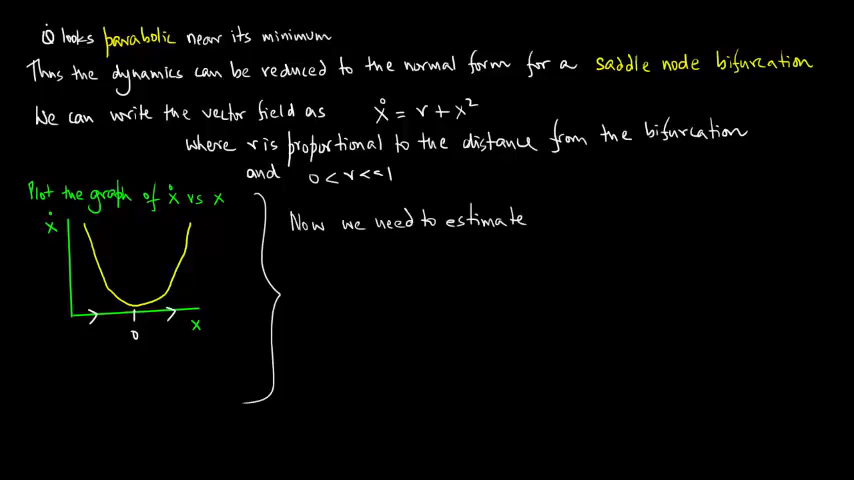 θ̇ looks parabolic near its minimum
Thus the dynamics can be reduced to the normal form for a saddle node bifurcation
We can write the vector field as ẋ = r + x²
where r is proportional to the distance from the bifurcation
and 0 < r << 1
Plot the graph of ẋ vs x
ẋ
x
0
Now we need to estimate